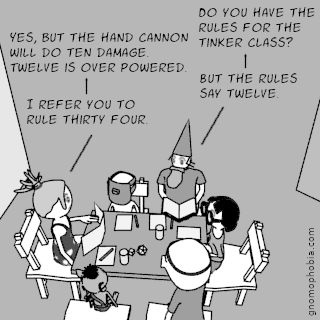 DO YOU HAVE THE
RULES FOR THE
TINKER CLASS?
YES, BUT THE HAND CANNON
WILL DO TEN DAMAGE.
TWELVE IS OVER POWERED.
BUT THE RULES
SAY TWELVE.
I REFER YOU TO
RULE THIRTY FOUR.
gnomophobia.com